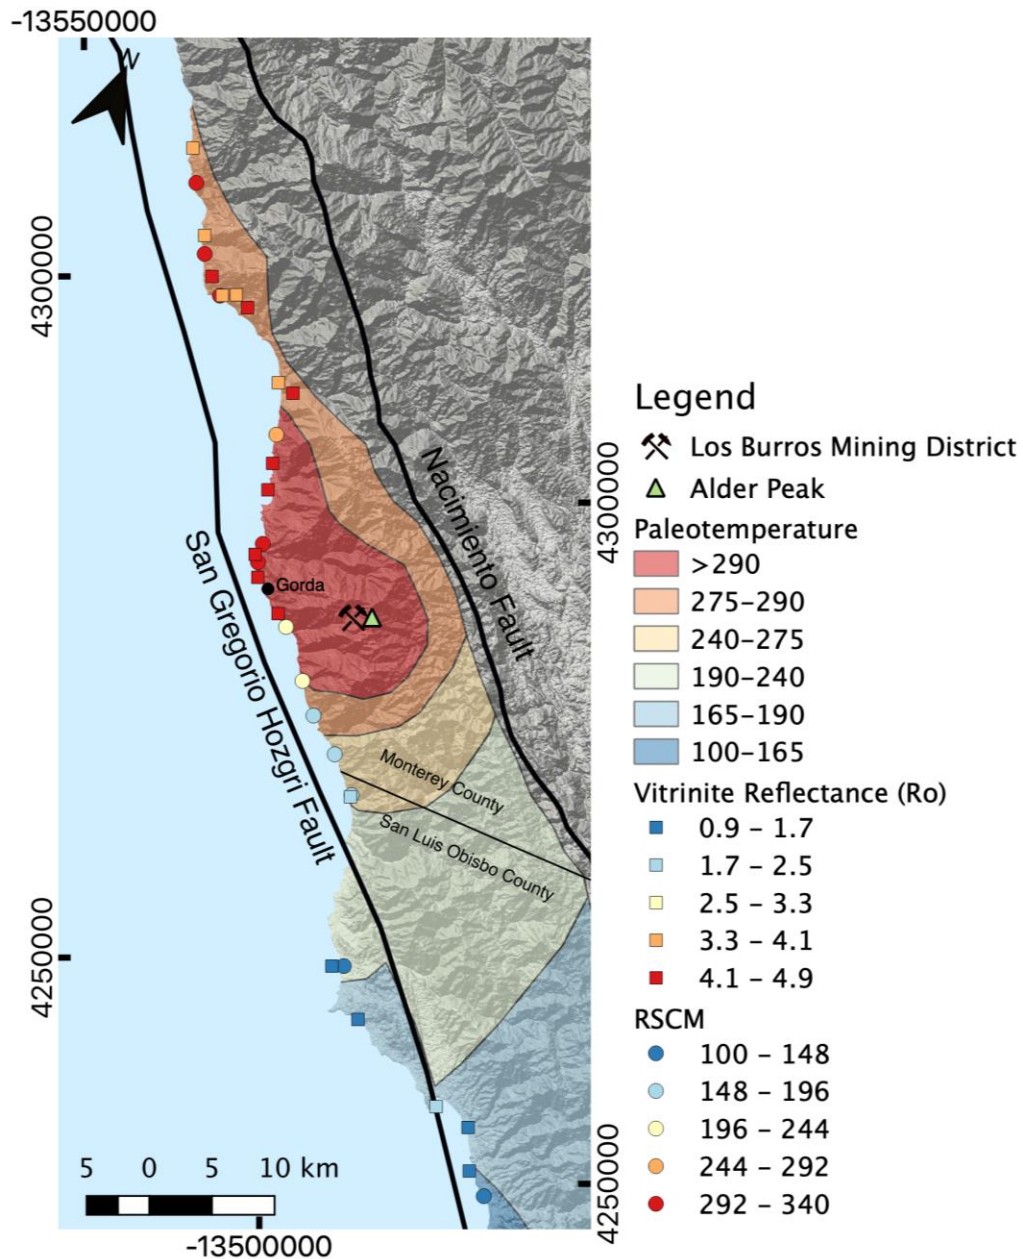 -13550000
N
4300000
4300000
Nacimiento Fault
San Gregorio Hozgri Fault
Gorda
Monterey County
San Luis Obisbo County
4250000
4250000
5 0 5 10 km
-13500000
Legend
Los Burros Mining District
Alder Peak
Paleotemperature
>290
275-290
240-275
190-240
165-190
100-165
Vitrinite Reflectance (Ro)
0.9 - 1.7
1.7 - 2.5
2.5 - 3.3
3.3 - 4.1
4.1 - 4.9
RSCM
100 - 148
148 - 196
196 - 244
244 - 292
292 - 340